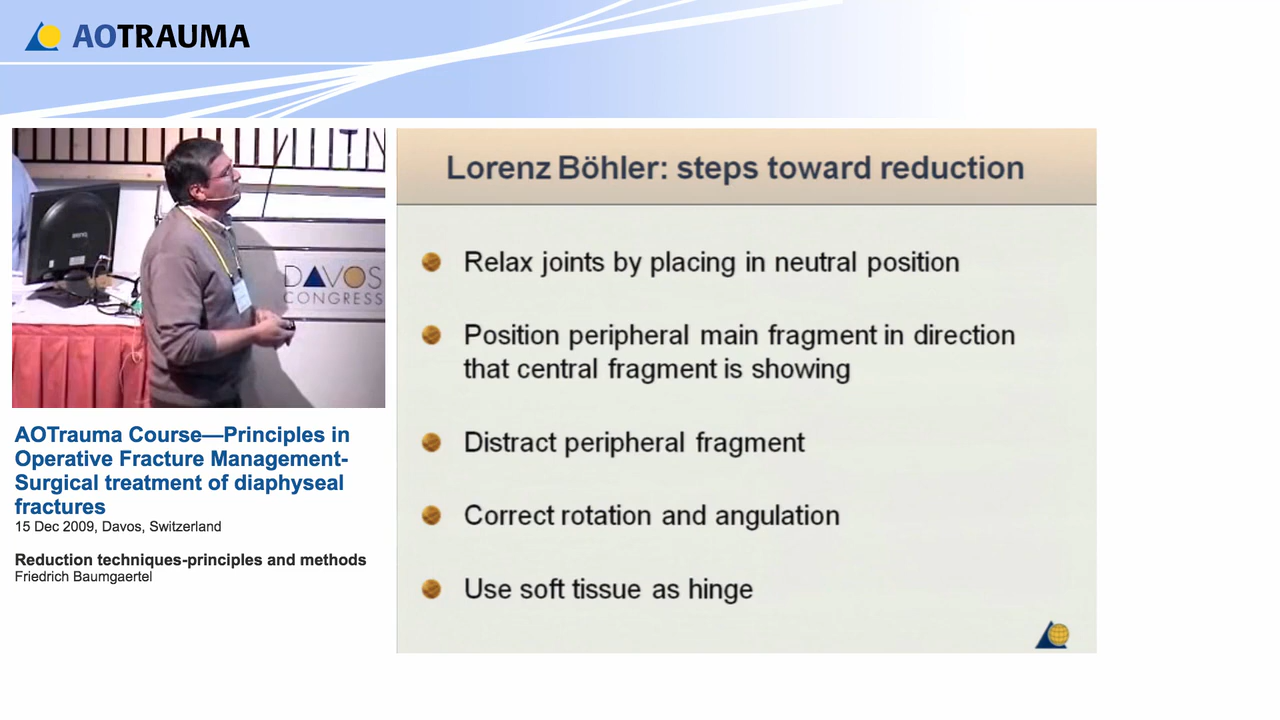 AOTRAUMA
DAVOS
CONGRESS
AOTrauma Course—Principles in
Operative Fracture Management-
Surgical treatment of diaphyseal
fractures
15 Dec 2009, Davos, Switzerland
Reduction techniques-principles and methods
Friedrich Baumgaertel
Lorenz Böhler: steps toward reduction
Relax joints by placing in neutral position
Position peripheral main fragment in direction
that central fragment is showing
Distract peripheral fragment
Correct rotation and angulation
Use soft tissue as hinge